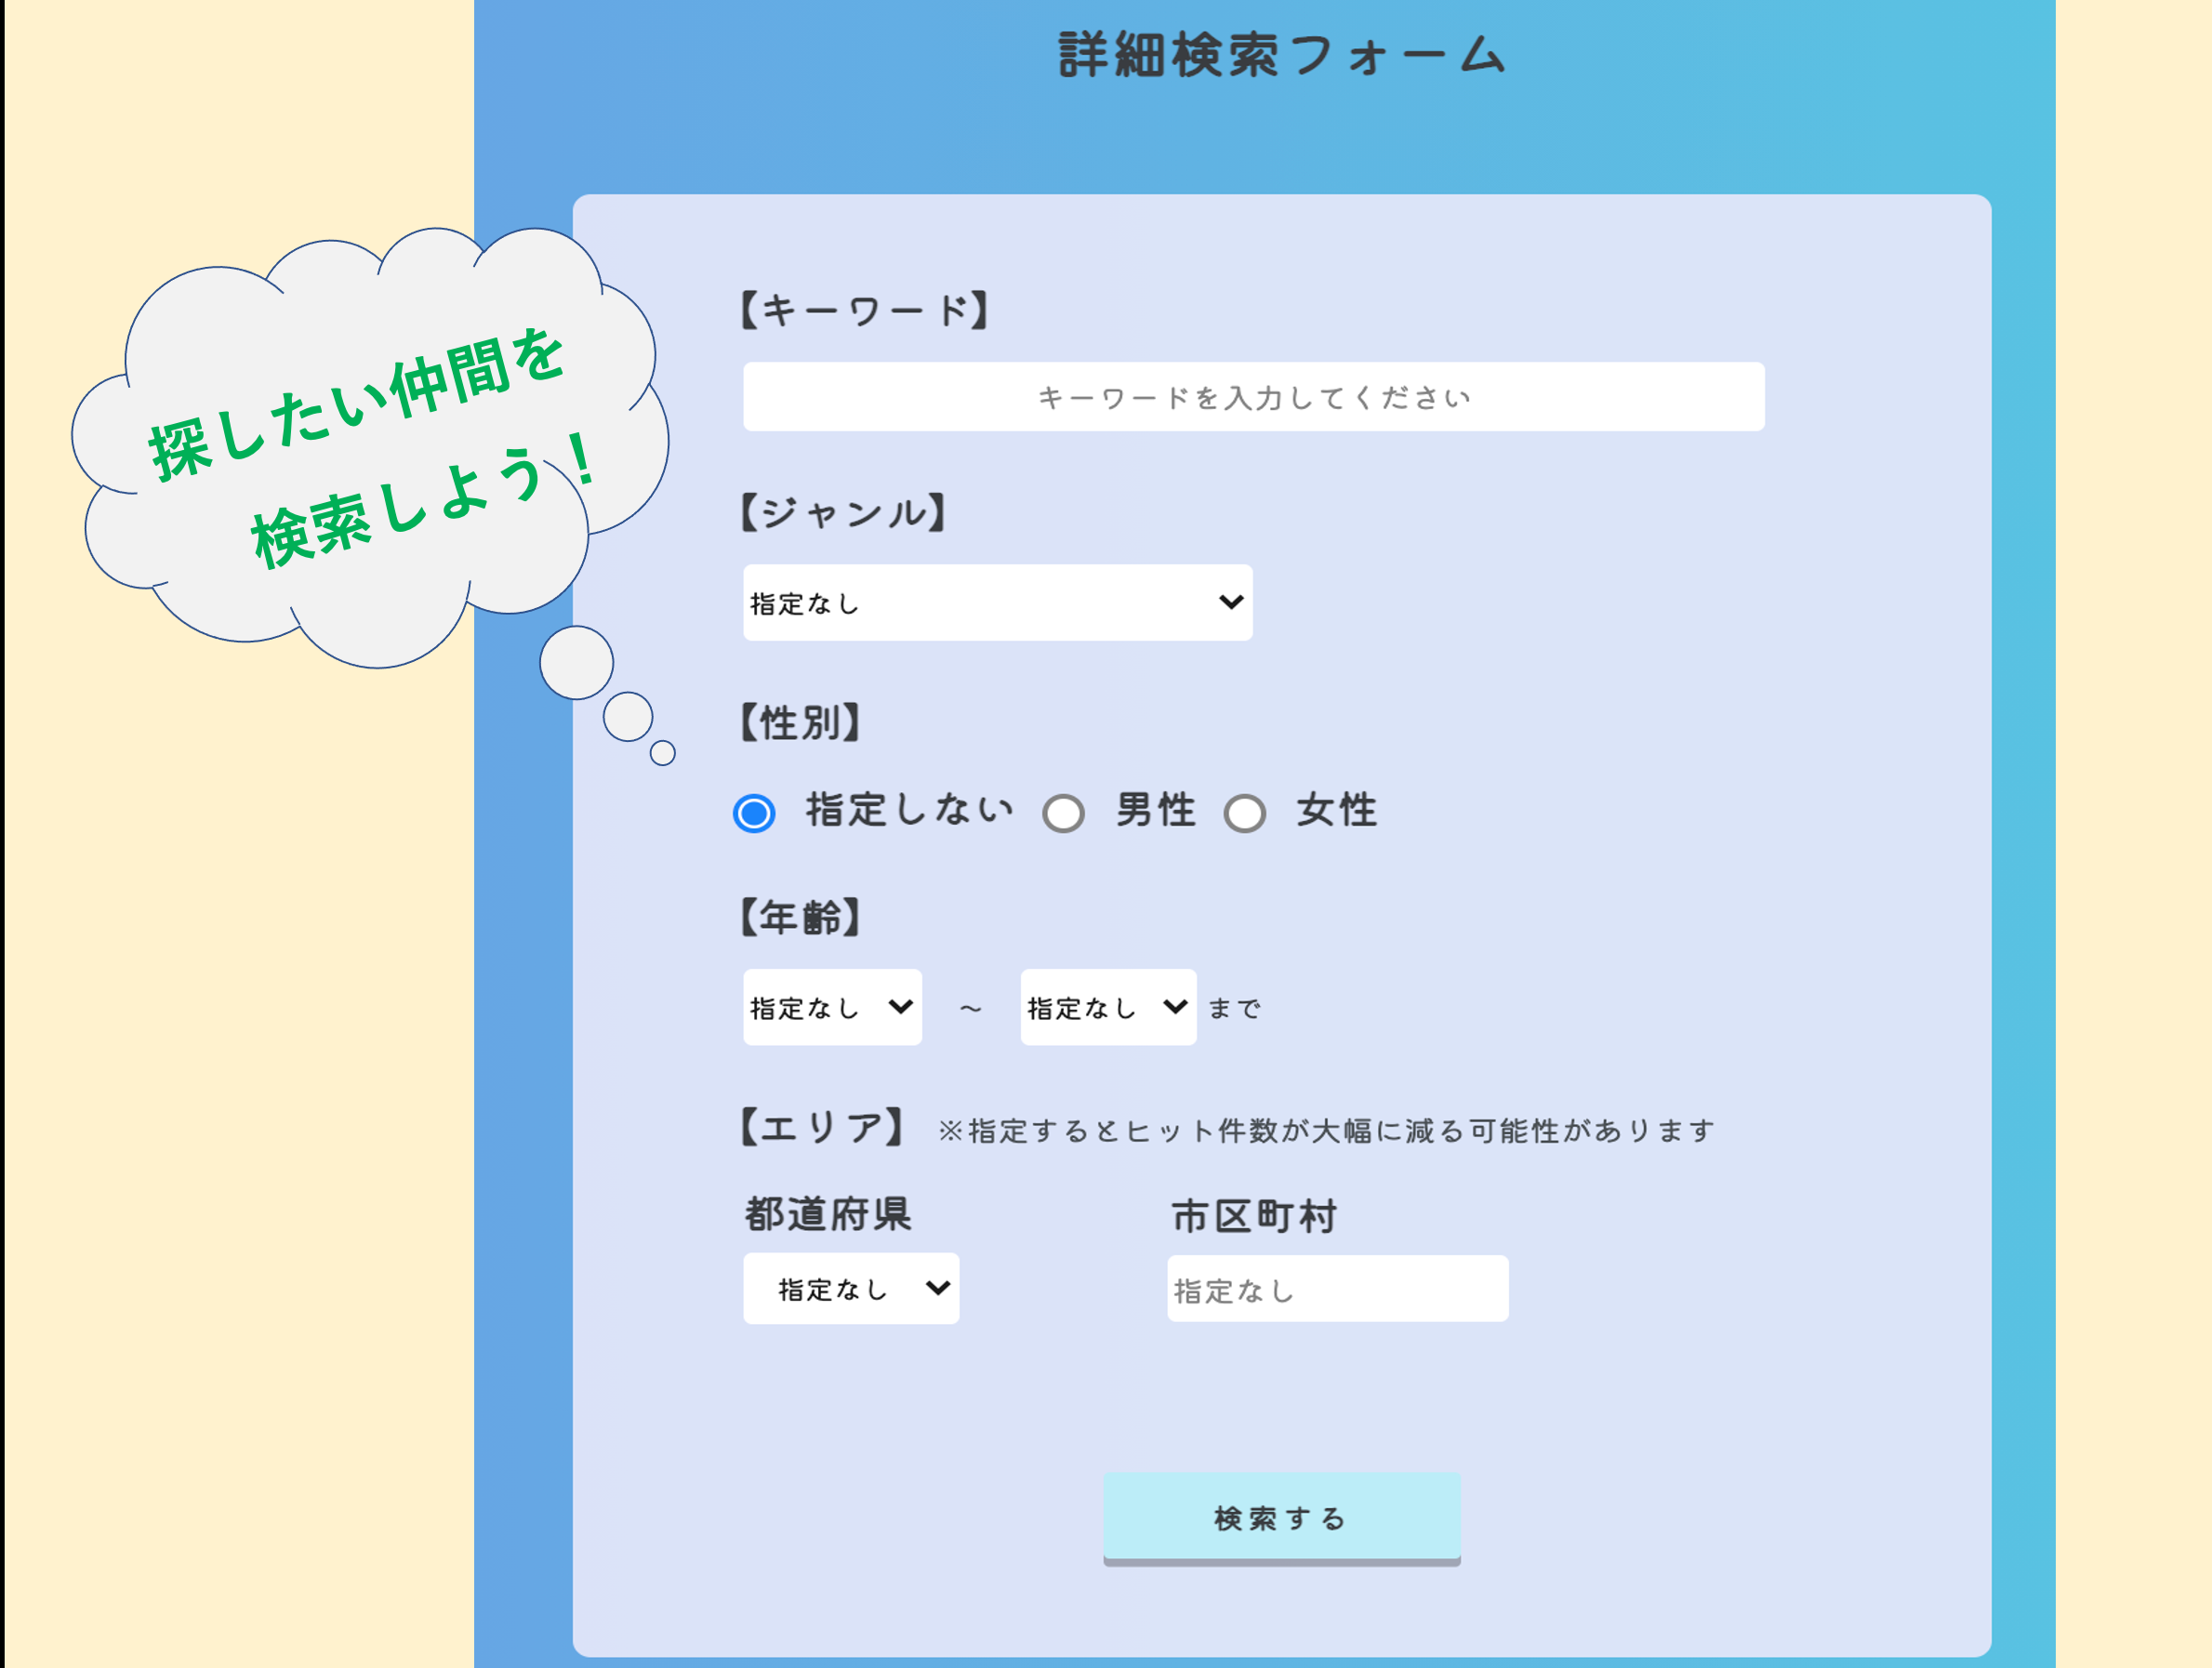 詳細検索フォーム
探したい仲間を
検索しよう！
【キーワード】
キーワードを入力してください
【ジャンル】
指定なし
【性別】
指定しない 男性 女性
【年齢】
指定なし ～ 指定なし まで
【エリア】 ※指定するとヒット件数が大幅に減る可能性があります
都道府県 市区町村
指定なし 指定なし
検索する